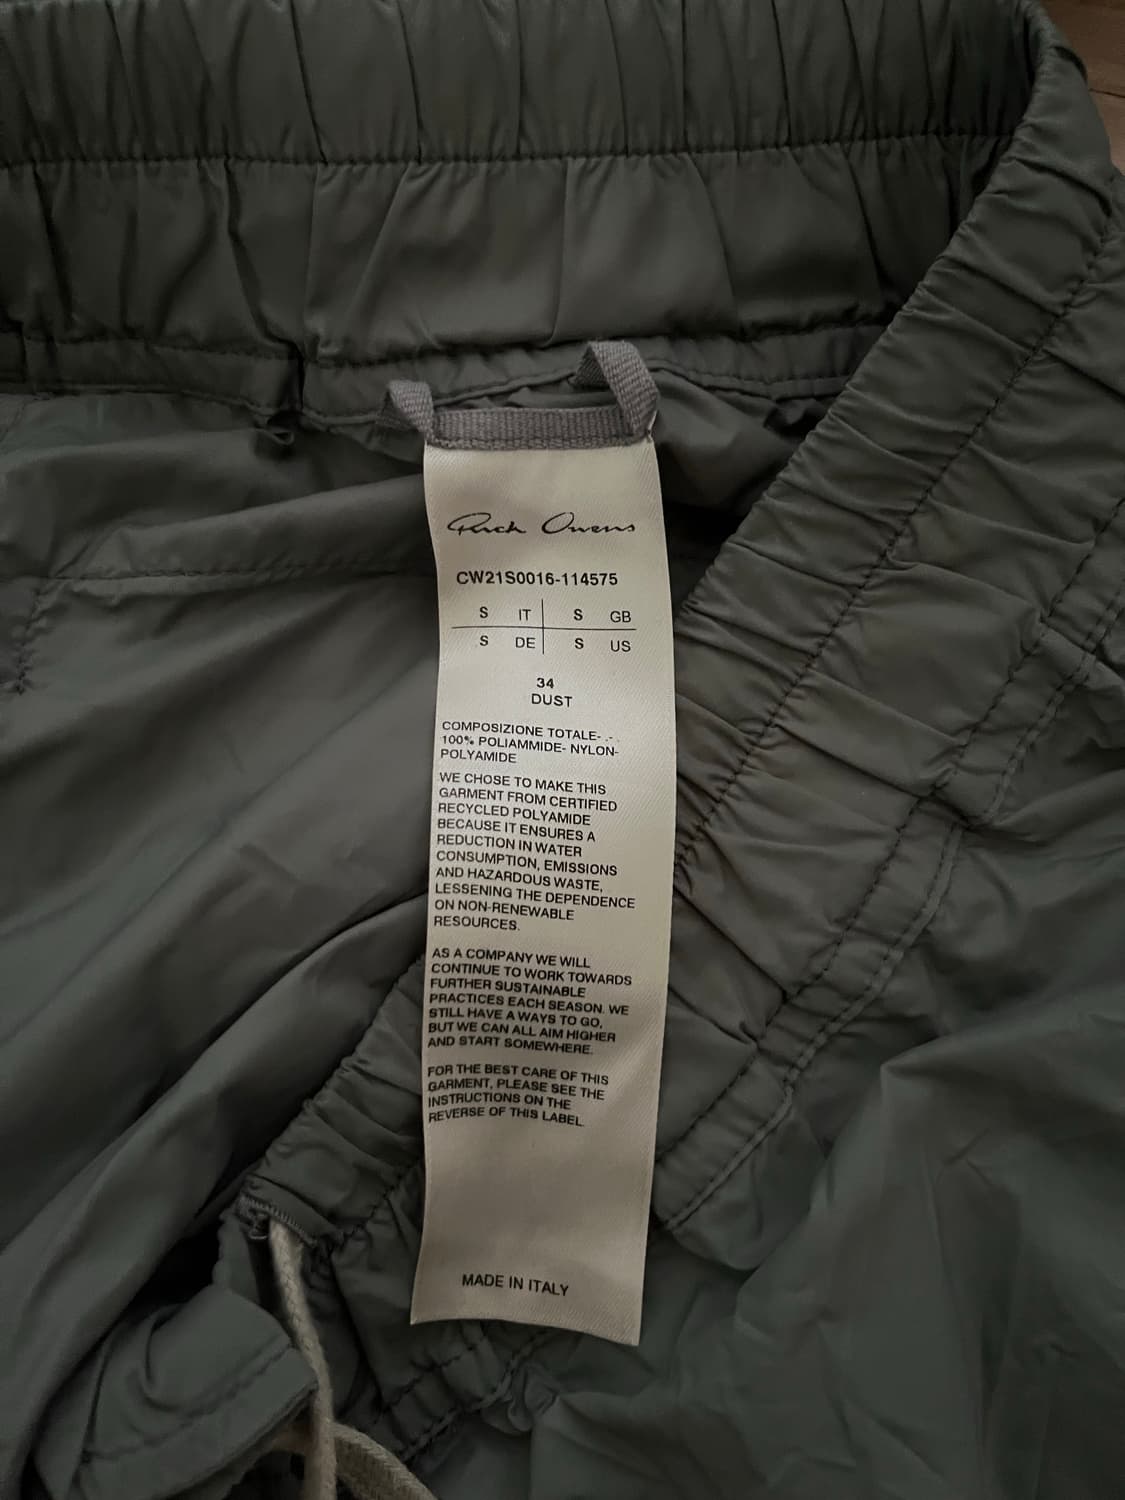 Rick Owens
CW21S0016-114575
S IT S GB
S DE S US
34
DUST
COMPOSIZIONE TOTALE- .- .
100% POLIAMMIDE- NYLON-
POLYAMIDE
WE CHOSE TO MAKE THIS
GARMENT FROM CERTIFIED
RECYCLED POLYAMIDE
BECAUSE IT ENSURES A
REDUCTION IN WATER
CONSUMPTION, EMISSIONS
AND HAZARDOUS WASTE,
LESSENING THE DEPENDENCE
ON NON-RENEWABLE
RESOURCES.
AS A COMPANY WE WILL
CONTINUE TO WORK TOWARDS
FURTHER SUSTAINABLE
PRACTICES EACH SEASON. WE
STILL HAVE A WAYS TO GO,
BUT WE CAN ALL AIM HIGHER
AND START SOMEWHERE.
FOR THE BEST CARE OF THIS
GARMENT, PLEASE SEE THE
INSTRUCTIONS ON THE
REVERSE OF THIS LABEL.
MADE IN ITALY